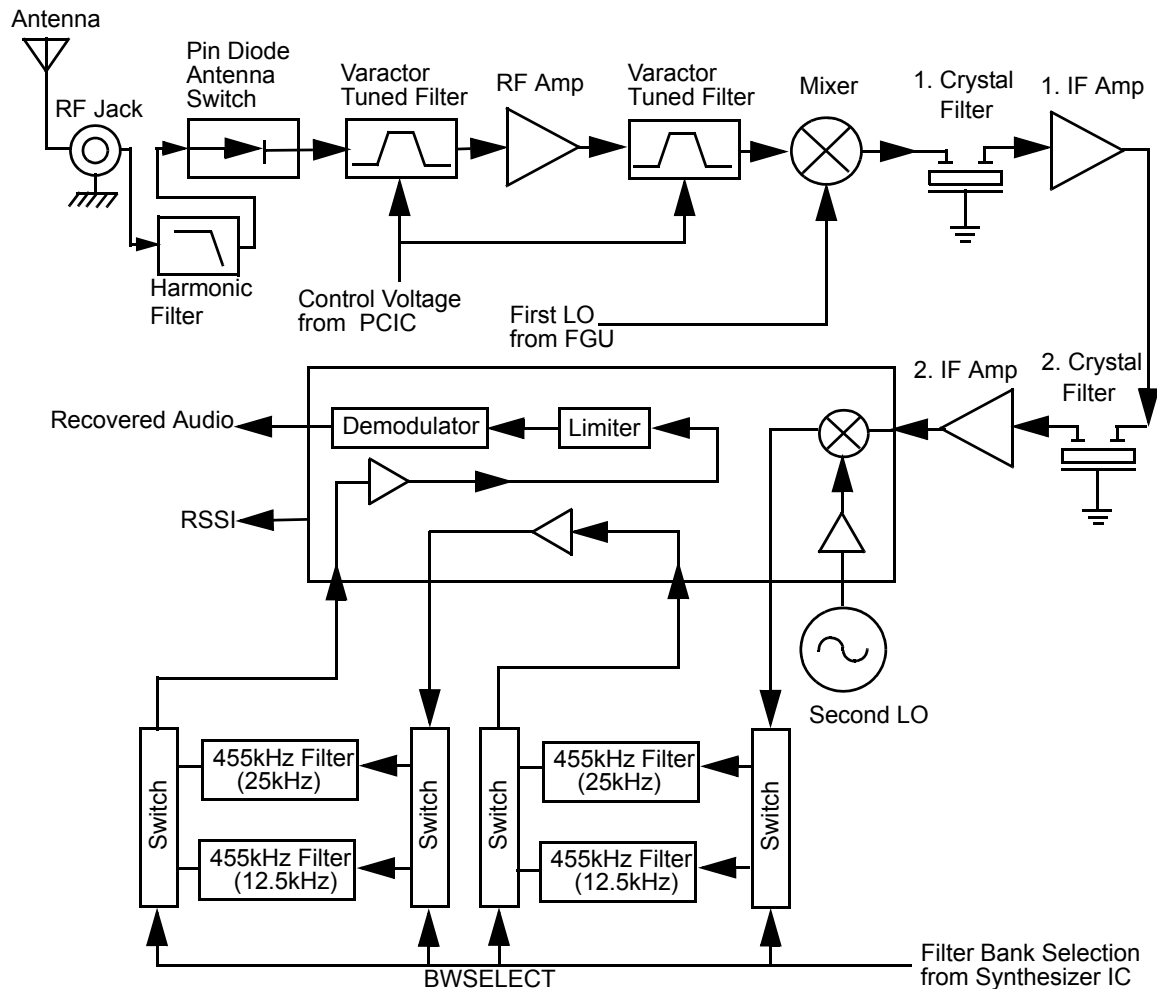 Antenna
RF Jack
Pin Diode
Antenna
Switch
Varactor
Tuned Filter
RF Amp
Varactor
Tuned Filter
Mixer
1. Crystal
Filter
1. IF Amp
Harmonic
Filter
Control Voltage
from PCIC
First LO
from FGU
2. IF Amp
2. Crystal
Filter
Recovered Audio
Demodulator
Limiter
RSSI
Second LO
Switch
455kHz Filter
(25kHz)
455kHz Filter
(12.5kHz)
Switch
Switch
455kHz Filter
(25kHz)
455kHz Filter
(12.5kHz)
Switch
BWSELECT
Filter Bank Selection
from Synthesizer IC